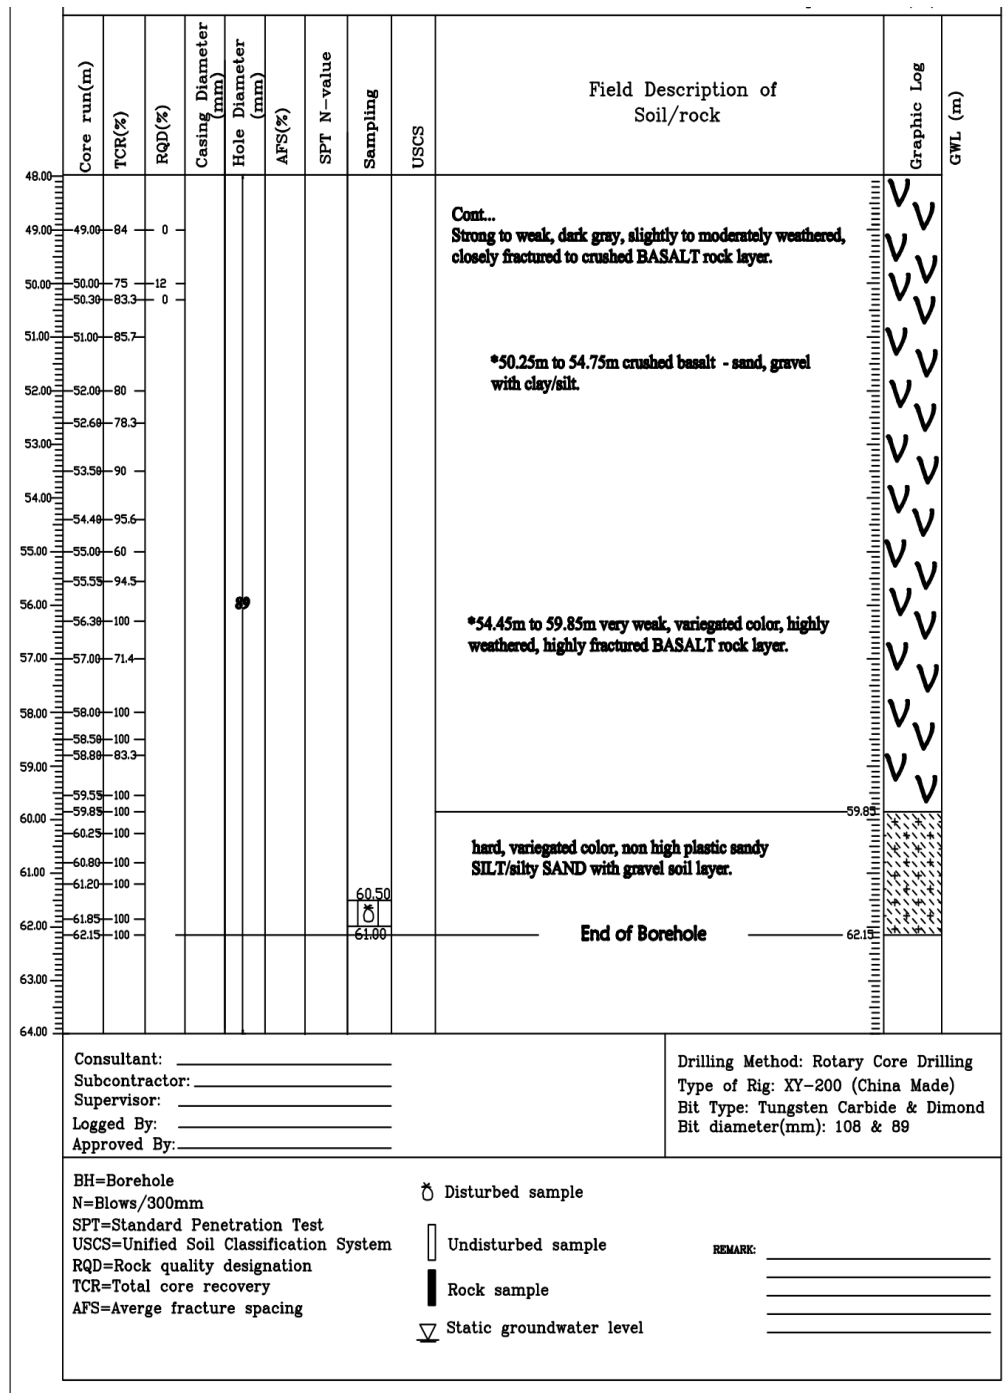 Core run(m)
TCR(%)
RQD(%)
Casing Diameter
(mm)
Hole Diameter
(mm)
AFS(%)
SPT N-value
Sampling
USCS
Field Description of
Soil/rock
Graphic Log
GWL (m)
48.00
49.00 49.00 84 0
50.00 50.00 75 12
50.30 83.3 0
51.00 51.00 85.7
52.00 52.00 80
52.60 78.3
53.00
53.50 90
54.00
54.40 95.6
55.00 55.00 60
55.55 94.5
56.00
56.30 100
57.00 57.00 71.4
58.00 58.00 100
58.50 100
58.80 83.3
59.00
59.55 100
59.85 100
60.00
60.25 100
60.80 100
61.00
61.20 100
61.85 100
62.00
62.15 100
63.00
64.00
89
Cont...
Strong to weak, dark gray, slightly to moderately weathered,
closely fractured to crushed BASALT rock layer.
*50.25m to 54.75m crushed basalt - sand, gravel
with clay/silt.
*54.45m to 59.85m very weak, variegated color, highly
weathered, highly fractured BASALT rock layer.
59.85
hard, variegated color, non high plastic sandy
SILT/silty SAND with gravel soil layer.
60.50
61.00
End of Borehole
62.15
Consultant:
Subcontractor:
Supervisor:
Logged By:
Approved By:
Drilling Method: Rotary Core Drilling
Type of Rig: XY-200 (China Made)
Bit Type: Tungsten Carbide & Dimond
Bit diameter(mm): 108 & 89
BH=Borehole
N=Blows/300mm
SPT=Standard Penetration Test
USCS=Unified Soil Classification System
RQD=Rock quality designation
TCR=Total core recovery
AFS=Averge fracture spacing
Disturbed sample
Undisturbed sample
Rock sample
Static groundwater level
REMARK: